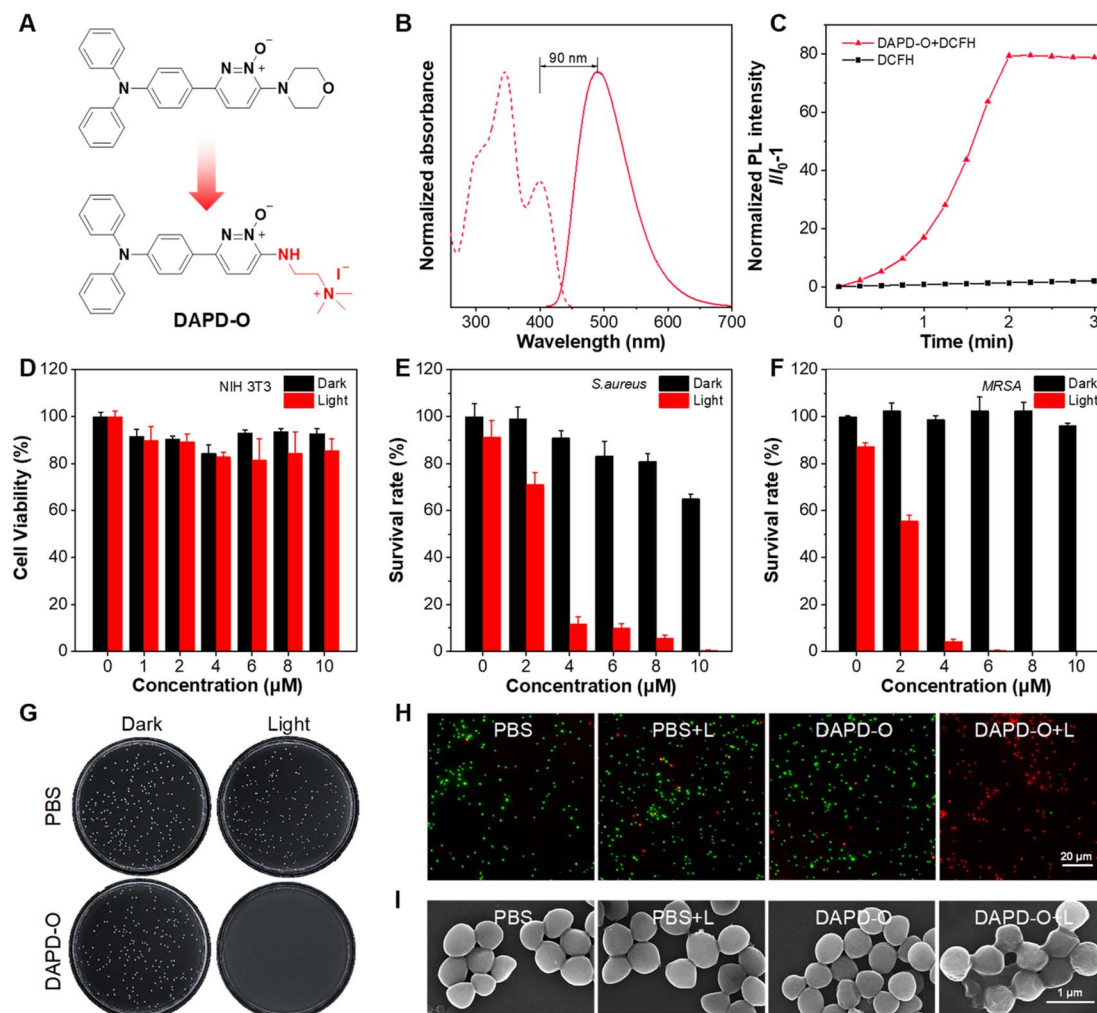 A
O⁻
N
N
+
N
N
O
O⁻
N
N
+
N
NH
I⁻
N
+
DAPD-O
B
90 nm
Normalized absorbance
300 400 500 600 700
Wavelength (nm)
C
DAPD-O+DCFH
DCFH
Normalized PL intensity
I/I₀-1
80
60
40
20
0
0 1 2 3
Time (min)
D
NIH 3T3
Dark
Light
Cell Viability (%)
120
100
80
60
40
20
0
0 1 2 4 6 8 10
Concentration (μM)
E
S.aureus
Dark
Light
Survival rate (%)
120
100
80
60
40
20
0
0 2 4 6 8 10
Concentration (μM)
F
MRSA
Dark
Light
Survival rate (%)
120
100
80
60
40
20
0
0 2 4 6 8 10
Concentration (μM)
G
Dark Light
PBS
DAPD-O
H
PBS PBS+L DAPD-O DAPD-O+L
20 μm
I
PBS PBS+L DAPD-O DAPD-O+L
1 μm